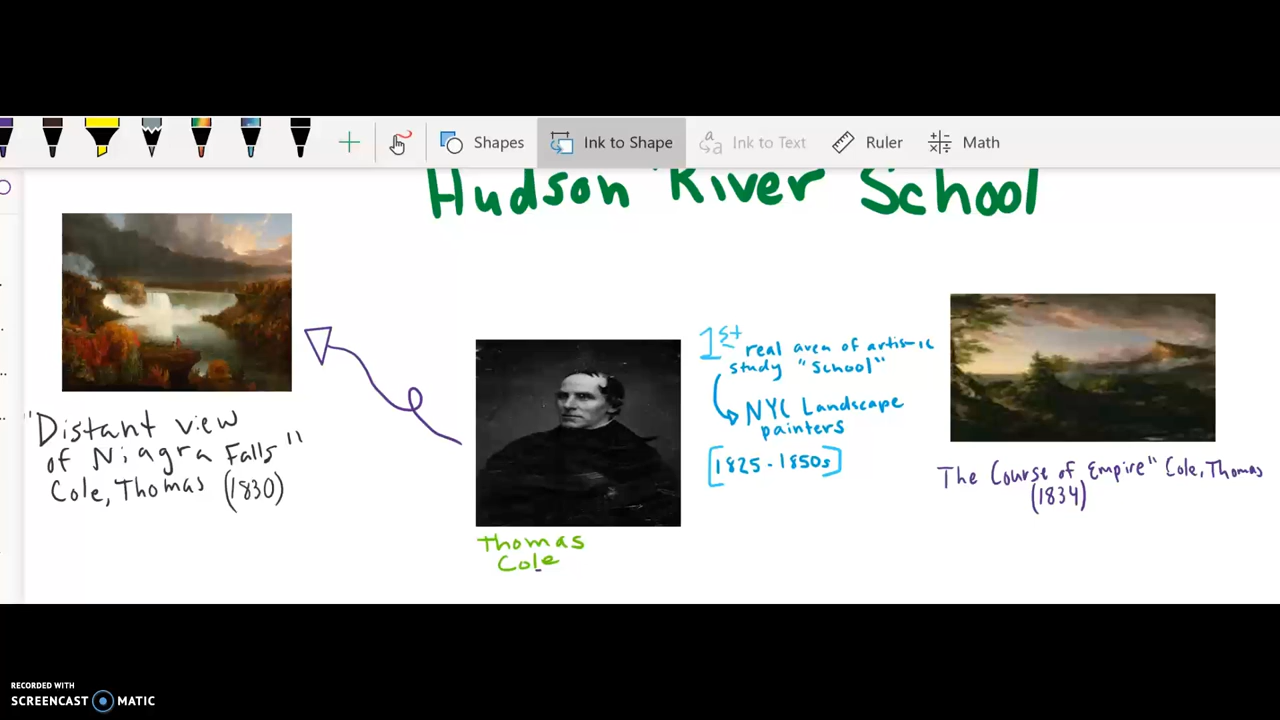 Shapes
Ink to Shape
Ink to Text
Ruler
Math
Hudson River School
"Distant view
of Niagra Falls"
Cole, Thomas (1830)
Thomas
Cole
1st real area of artistic
study "School"
NYC Landscape
painters
[1825-1850s]
The Course of Empire" Cole, Thomas
(1834)
RECORDED WITH
SCREENCAST MATIC